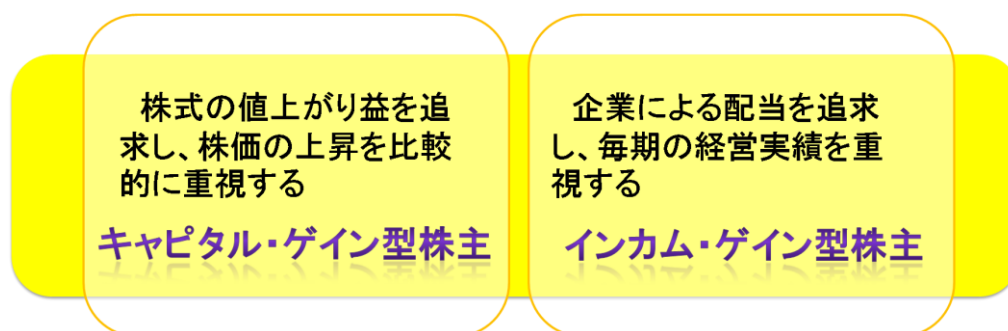 株式の値上がり益を追
求し、株価の上昇を比較
的に重視する
キャピタル・ゲイン型株主
企業による配当を追求
し、毎期の経営実績を重
視する
インカム・ゲイン型株主